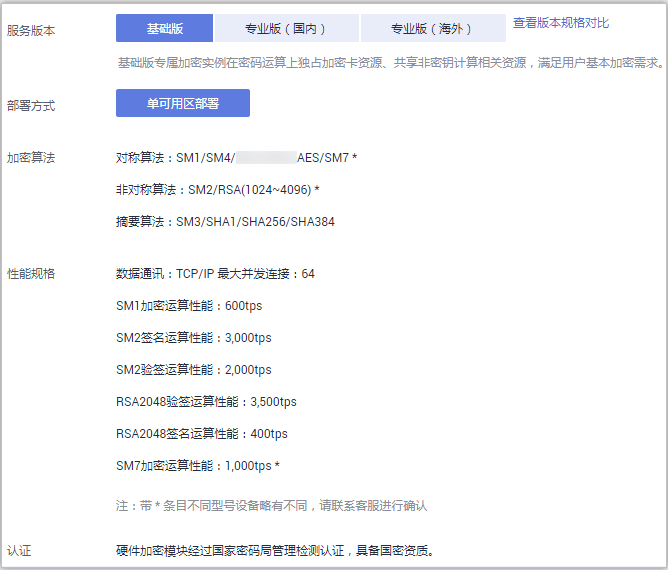 服务版本 基础版 专业版（国内） 专业版（海外） 查看版本规格对比
基础版专属加密实例在密码运算上独占加密卡资源、共享非密钥计算相关资源，满足用户基本加密需求。
部署方式 单可用区部署
加密算法 对称算法：SM1/SM4/ AES/SM7 *
非对称算法：SM2/RSA(1024~4096) *
摘要算法：SM3/SHA1/SHA256/SHA384
性能规格 数据通讯：TCP/IP 最大并发连接：64
SM1加密运算性能：600tps
SM2签名运算性能：3,000tps
SM2验签运算性能：2,000tps
RSA2048验签运算性能：3,500tps
RSA2048签名运算性能：400tps
SM7加密运算性能：1,000tps *
注：带 * 条目不同型号设备略有不同，请联系客服进行确认
认证 硬件加密模块经过国家密码局管理检测认证，具备国密资质。